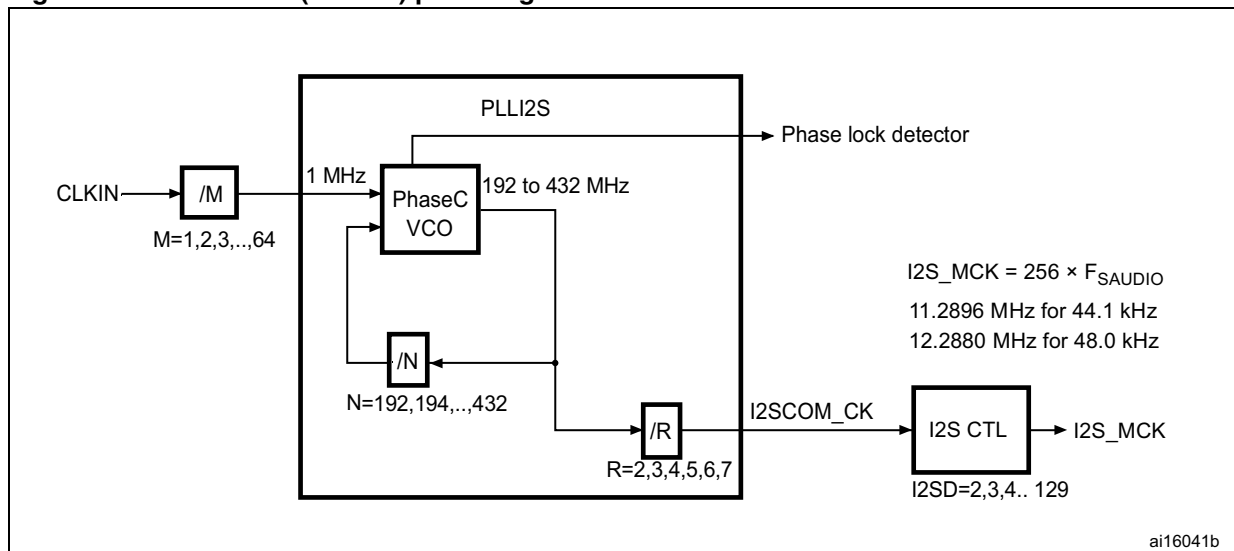 PLLI2S
Phase lock detector
CLKIN
/M
1 MHz
PhaseC
VCO
192 to 432 MHz
M=1,2,3,..,64
I2S_MCK = 256 × FSAUDIO
11.2896 MHz for 44.1 kHz
12.2880 MHz for 48.0 kHz
/N
N=192,194,..,432
/R
R=2,3,4,5,6,7
I2SCOM_CK
I2S CTL
I2S_MCK
I2SD=2,3,4.. 129
ai16041b